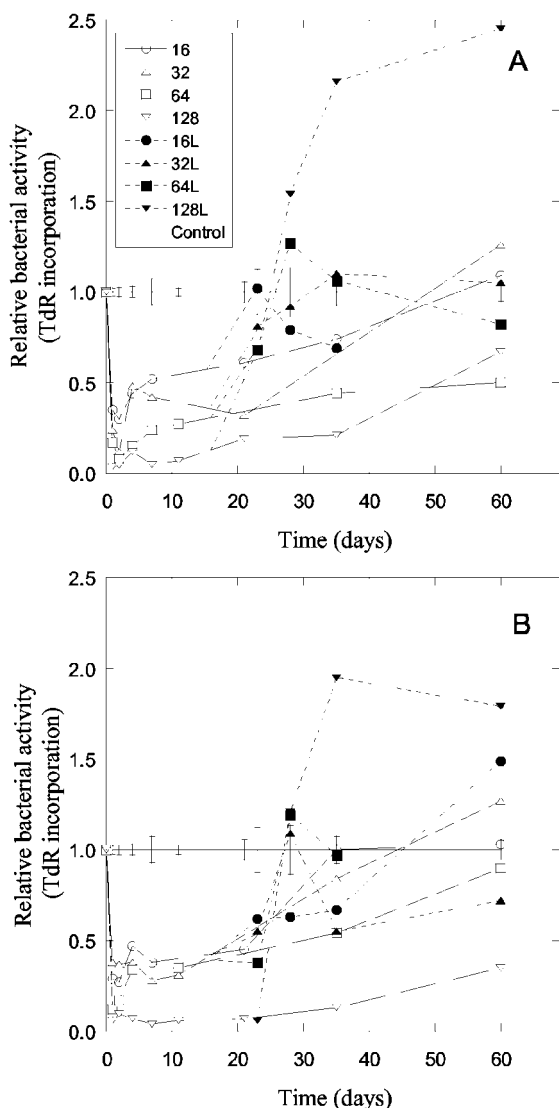 A
2.5
2.0
1.5
1.0
0.5
0.0
Relative bacterial activity
(TdR incorporation)
16
32
64
128
16L
32L
64L
128L
Control
0 10 20 30 40 50 60
Time (days)
B
2.5
2.0
1.5
1.0
0.5
0.0
Relative bacterial activity
(TdR incorporation)
0 10 20 30 40 50 60
Time (days)